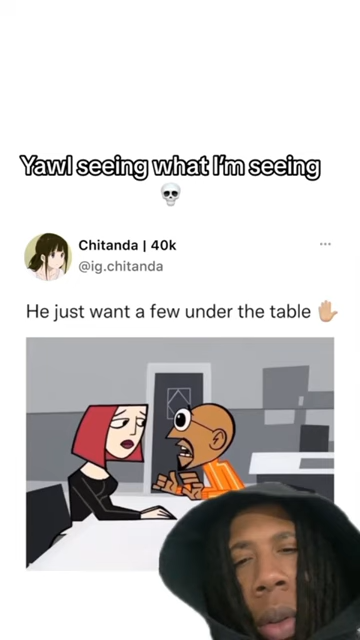 Yawl seeing what I'm seeing
💀
Chitanda | 40k
@ig.chitanda
He just want a few under the table ✋🏼